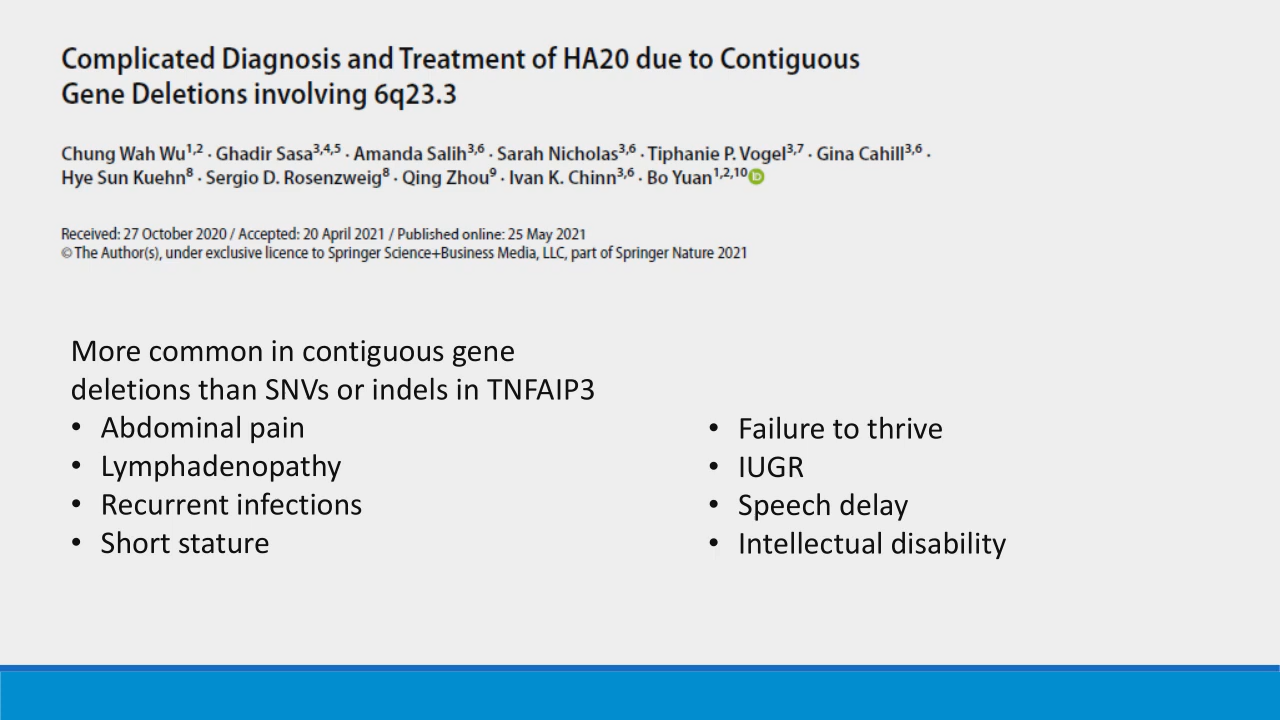 Complicated Diagnosis and Treatment of HA20 due to Contiguous
Gene Deletions involving 6q23.3
Chung Wah Wu1,2 · Ghadir Sasa3,4,5 · Amanda Salih3,6 · Sarah Nicholas3,6 · Tiphanie P. Vogel3,7 · Gina Cahill3,6 ·
Hye Sun Kuehn8 · Sergio D. Rosenzweig8 · Qing Zhou9 · Ivan K. Chinn3,6 · Bo Yuan1,2,10 iD
Received: 27 October 2020 / Accepted: 20 April 2021 / Published online: 25 May 2021
© The Author(s), under exclusive licence to Springer Science+Business Media, LLC, part of Springer Nature 2021
More common in contiguous gene
deletions than SNVs or indels in TNFAIP3
• Abdominal pain
• Lymphadenopathy
• Recurrent infections
• Short stature
• Failure to thrive
• IUGR
• Speech delay
• Intellectual disability